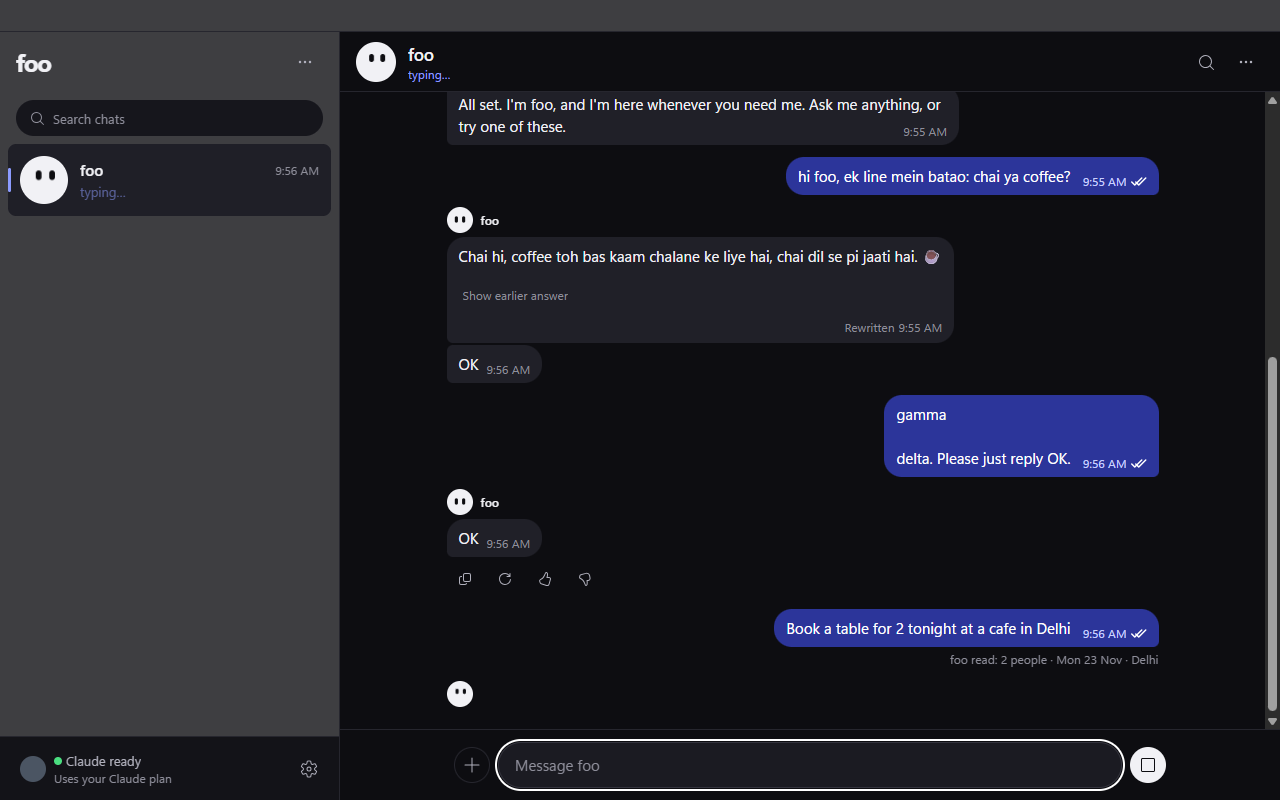 foo
Search chats
foo
9:56 AM
typing...
Claude ready
Uses your Claude plan
foo
typing...
All set. I'm foo, and I'm here whenever you need me. Ask me anything, or
try one of these.
9:55 AM
hi foo, ek line mein batao: chai ya coffee?
9:55 AM
foo
Chai hi, coffee toh bas kaam chalane ke liye hai, chai dil se pi jaati hai.
Show earlier answer
Rewritten 9:55 AM
OK 9:56 AM
gamma
delta. Please just reply OK. 9:56 AM
foo
OK 9:56 AM
Book a table for 2 tonight at a cafe in Delhi 9:56 AM
foo read: 2 people · Mon 23 Nov · Delhi
Message foo